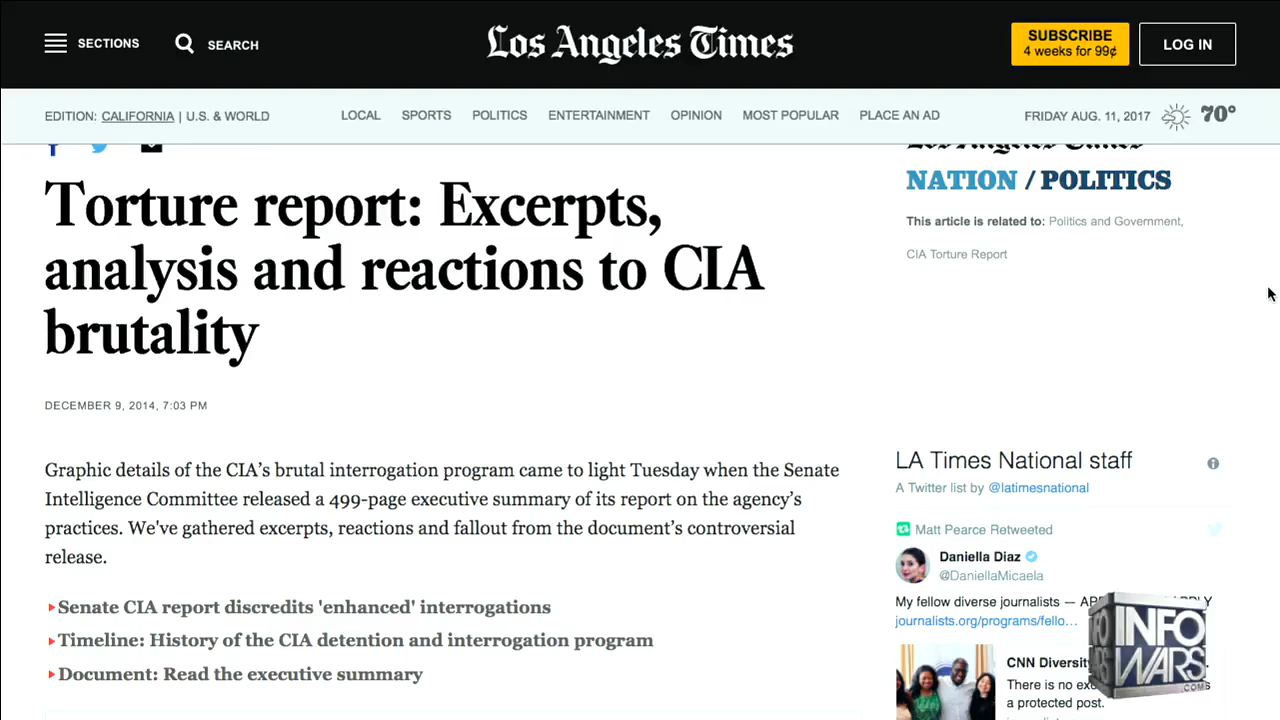 SECTIONS
SEARCH
Los Angeles Times
SUBSCRIBE
4 weeks for 99¢
LOG IN
EDITION: CALIFORNIA | U.S. & WORLD
LOCAL
SPORTS
POLITICS
ENTERTAINMENT
OPINION
MOST POPULAR
PLACE AN AD
FRIDAY AUG. 11, 2017
70°
Torture report: Excerpts,
analysis and reactions to CIA
brutality
DECEMBER 9, 2014, 7:03 PM
Graphic details of the CIA's brutal interrogation program came to light Tuesday when the Senate
Intelligence Committee released a 499-page executive summary of its report on the agency's
practices. We've gathered excerpts, reactions and fallout from the document's controversial
release.
Senate CIA report discredits 'enhanced' interrogations
Timeline: History of the CIA detention and interrogation program
Document: Read the executive summary
Los Angeles Times
NATION / POLITICS
This article is related to: Politics and Government,
CIA Torture Report
LA Times National staff
A Twitter list by @latimesnational
Matt Pearce Retweeted
Daniella Diaz
@DaniellaMicaela
My fellow diverse journalists —
journalists.org/programs/fello…
CNN Diversity
There is no
a protected post.
INFO
WARS
.COM